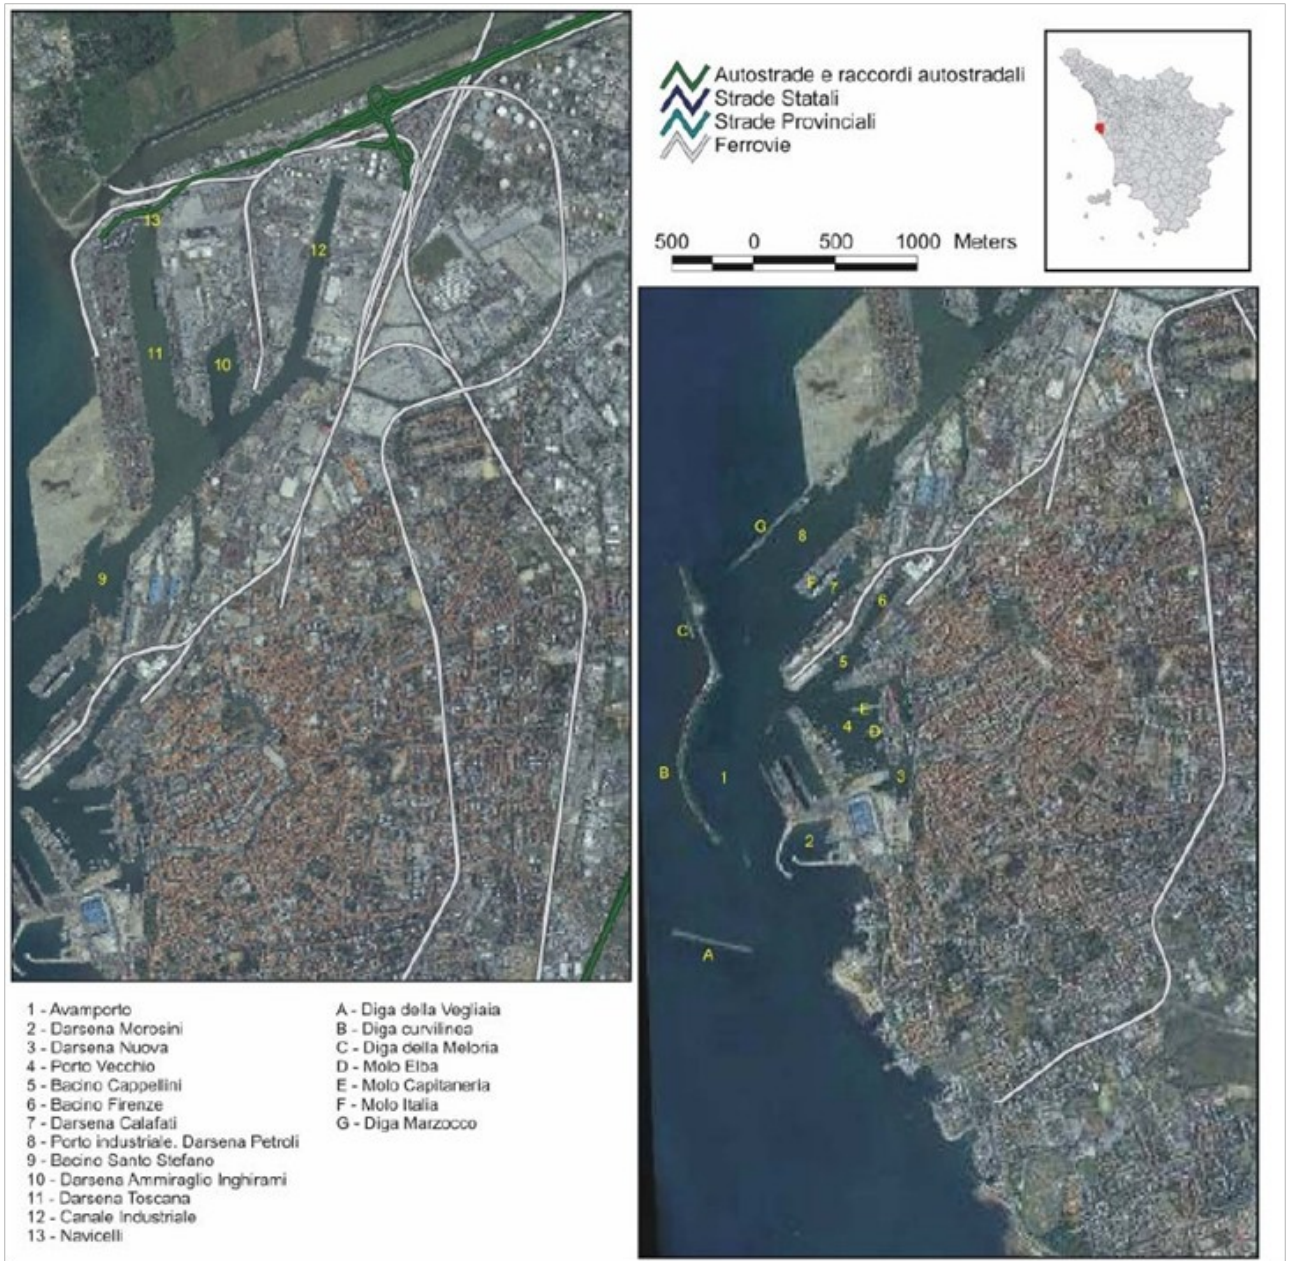 Autostrade e raccordi autostradali
Strade Statali
Strade Provinciali
Ferrovie
500 0 500 1000 Meters
13
12
11
10
9
G
8
F
7
6
C
5
E
4
D
B
1
3
2
A
1 - Avamporto
2 - Darsena Morosini
3 - Darsena Nuova
4 - Porto Vecchio
5 - Bacino Cappellini
6 - Bacino Firenze
7 - Darsena Calafati
8 - Porto industriale. Darsena Petroli
9 - Bacino Santo Stefano
10 - Darsena Ammiraglio Inghirami
11 - Darsena Toscana
12 - Canale Industriale
13 - Navicelli
A - Diga della Vegliaia
B - Diga curvilinea
C - Diga della Meloria
D - Molo Elba
E - Molo Capitaneria
F - Molo Italia
G - Diga Marzocco